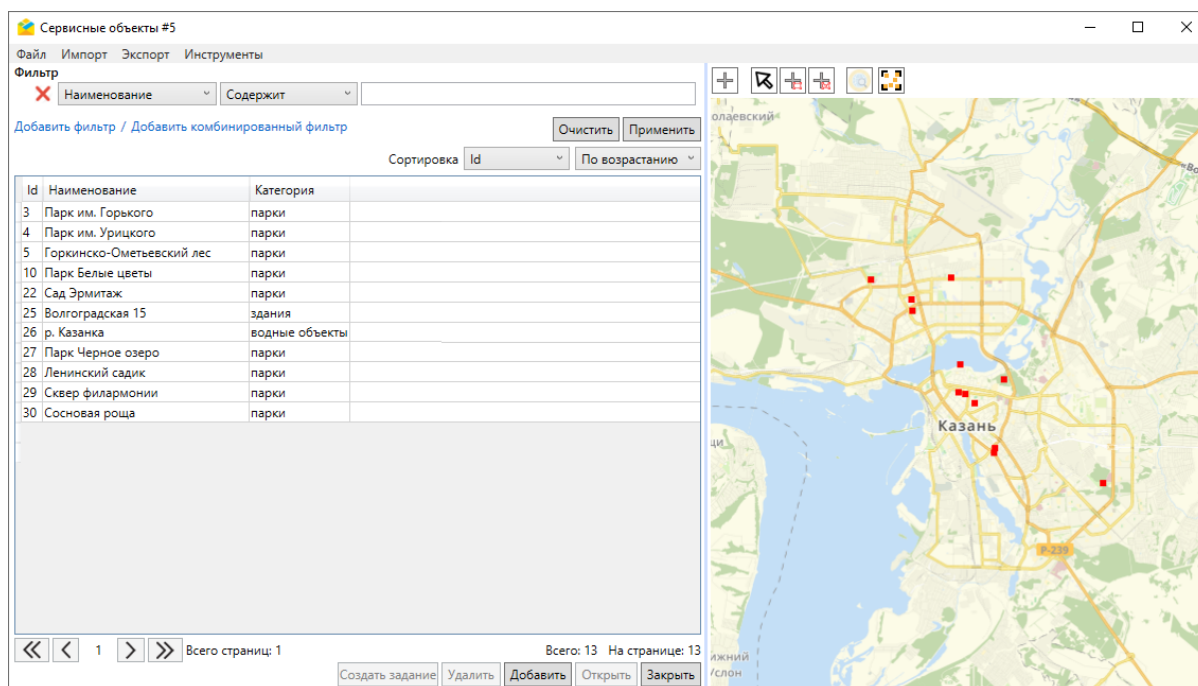 Сервисные объекты #5
Файл Импорт Экспорт Инструменты
Фильтр
Наименование Содержит
Добавить фильтр / Добавить комбинированный фильтр Очистить Применить
Сортировка Id По возрастанию
Id Наименование Категория
3 Парк им. Горького парки
4 Парк им. Урицкого парки
5 Горкинско-Ометьевский лес парки
10 Парк Белые цветы парки
22 Сад Эрмитаж парки
25 Волгоградская 15 здания
26 р. Казанка водные объекты
27 Парк Черное озеро парки
28 Ленинский садик парки
29 Сквер филармонии парки
30 Сосновая роща парки
1 Всего страниц: 1 Всего: 13 На странице: 13
Создать задание Удалить Добавить Открыть Закрыть
олаевский
Казань
Р-239
ижний
Услон